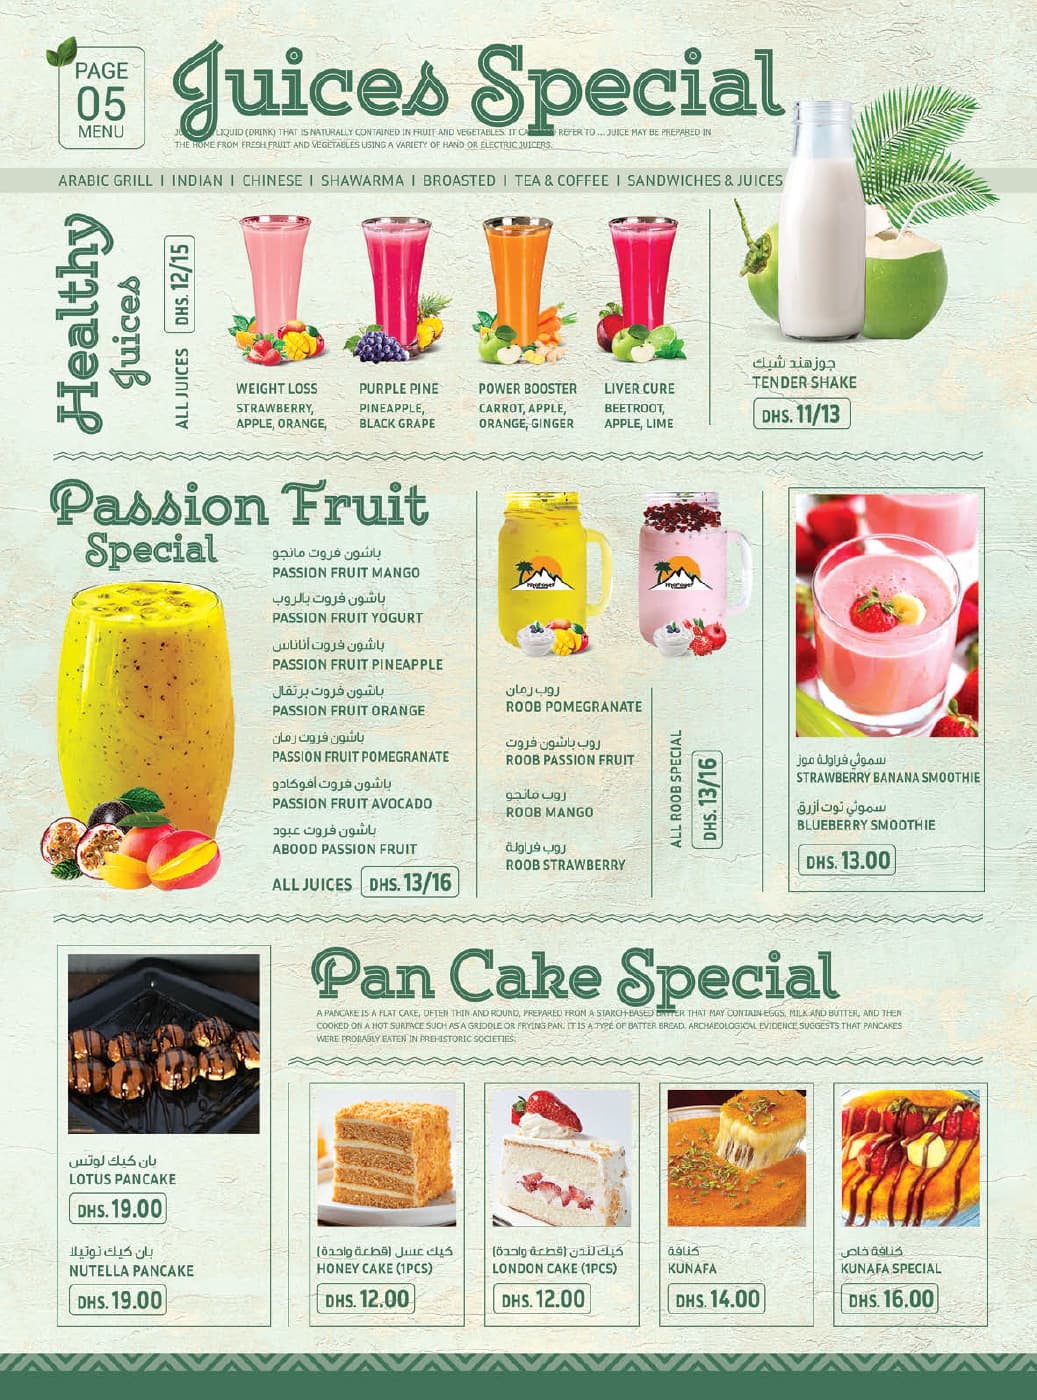 PAGE
05
MENU
Juices Special
LIQUID (DRINK) THAT IS NATURALLY CONTAINED IN FRUIT AND VEGETABLES. IT REFER TO ... JUICE MAY BE PREPARED IN
THE HOME FROM FRESH FRUIT AND VEGETABLES USING A VARIETY OF HAND OR ELECTRIC JUICERS.
ARABIC GRILL I INDIAN I CHINESE I SHAWARMA I BROASTED I TEA & COFFEE I SANDWICHES & JUICES
Healthy
Juices
ALL JUICES DHS. 12/15
WEIGHT LOSS
STRAWBERRY,
APPLE, ORANGE,
PURPLE PINE
PINEAPPLE,
BLACK GRAPE
POWER BOOSTER
CARROT, APPLE,
ORANGE, GINGER
LIVER CURE
BEETROOT,
APPLE, LIME
جوزهند شيك
TENDER SHAKE
DHS. 11/13
Passion Fruit
Special
باشون فروت مانجو
PASSION FRUIT MANGO
باشون فروت بالروب
PASSION FRUIT YOGURT
باشون فروت أناناس
PASSION FRUIT PINEAPPLE
باشون فروت برتقال
PASSION FRUIT ORANGE
باشون فروت رمان
PASSION FRUIT POMEGRANATE
باشون فروت أفوكادو
PASSION FRUIT AVOCADO
باشون فروت عبود
ABOOD PASSION FRUIT
ALL JUICES DHS. 13/16
روب رمان
ROOB POMEGRANATE
روب باشون فروت
ROOB PASSION FRUIT
روب مانجو
ROOB MANGO
روب فراولة
ROOB STRAWBERRY
ALL ROOB SPECIAL
DHS. 13/16
سموثي فراولة موز
STRAWBERRY BANANA SMOOTHIE
سموثي توت أزرق
BLUEBERRY SMOOTHIE
DHS. 13.00
Pan Cake Special
A PANCAKE IS A FLAT CAKE, OFTEN THIN AND ROUND, PREPARED FROM A STARCH-BASED BATTER THAT MAY CONTAIN EGGS, MILK AND BUTTER, AND THEN
COOKED ON A HOT SURFACE SUCH AS A GRIDDLE OR FRYING PAN. IT IS A TYPE OF BATTER BREAD. ARCHAEOLOGICAL EVIDENCE SUGGESTS THAT PANCAKES
WERE PROBABLY EATEN IN PREHISTORIC SOCIETIES.
بان كيك لوتس
LOTUS PANCAKE
DHS. 19.00
بان كيك نوتيلا
NUTELLA PANCAKE
DHS. 19.00
كيك عسل (قطعة واحدة)
HONEY CAKE (1PCS)
DHS. 12.00
كيك لندن (قطعة واحدة)
LONDON CAKE (1PCS)
DHS. 12.00
كنافة
KUNAFA
DHS. 14.00
كنافة خاص
KUNAFA SPECIAL
DHS. 16.00